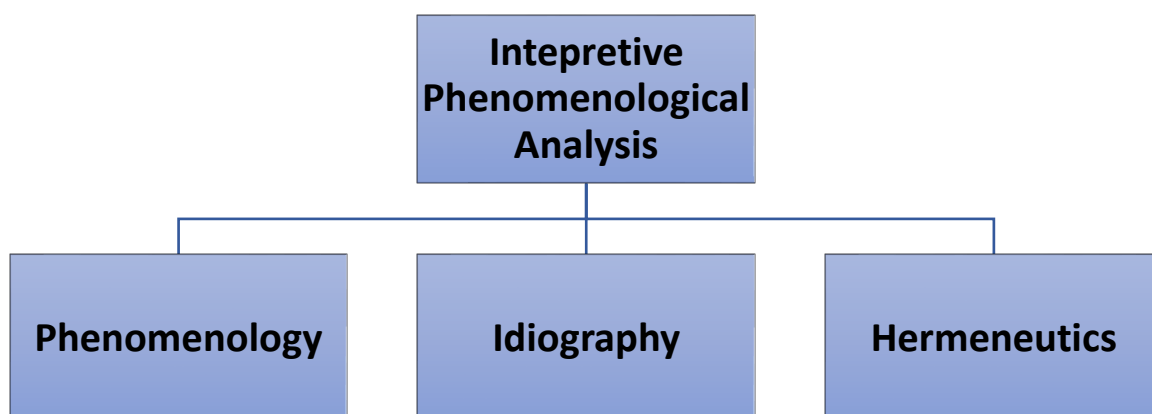 Intepretive
Phenomenological
Analysis
Phenomenology
Idiography
Hermeneutics